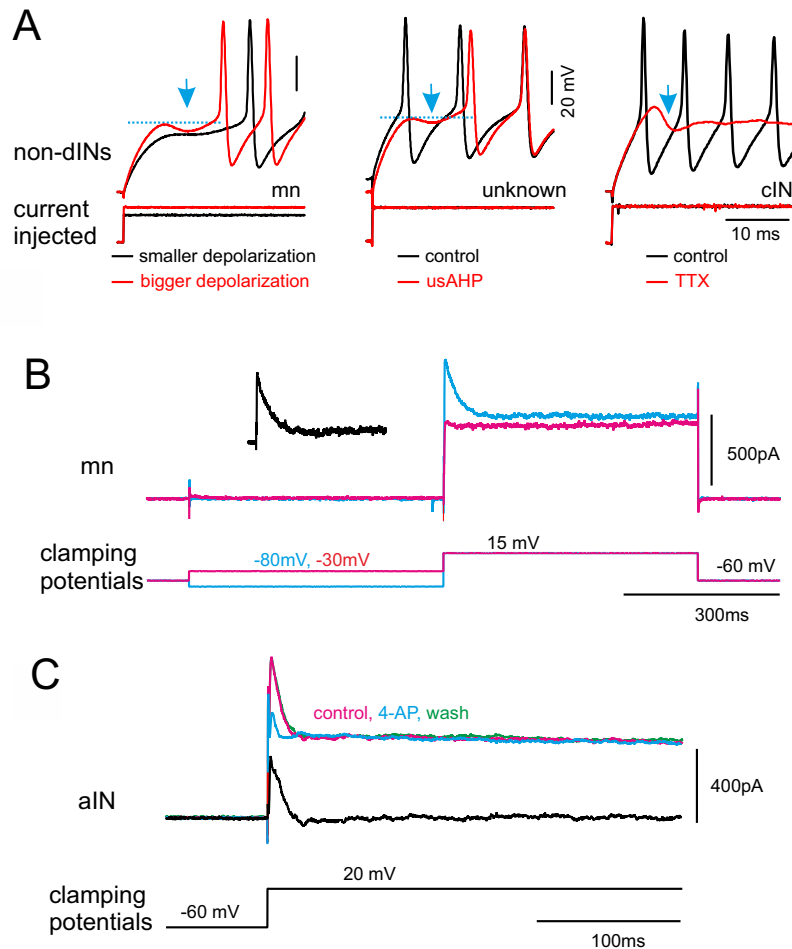 A
20 mV
non-dINs
mn
unknown
cIN
current
injected
10 ms
smaller depolarization
control
control
bigger depolarization
usAHP
TTX
B
500pA
mn
clamping
potentials
-80mV, -30mV
15 mV
-60 mV
300ms
C
control, 4-AP, wash
400pA
aIN
clamping
potentials
20 mV
-60 mV
100ms